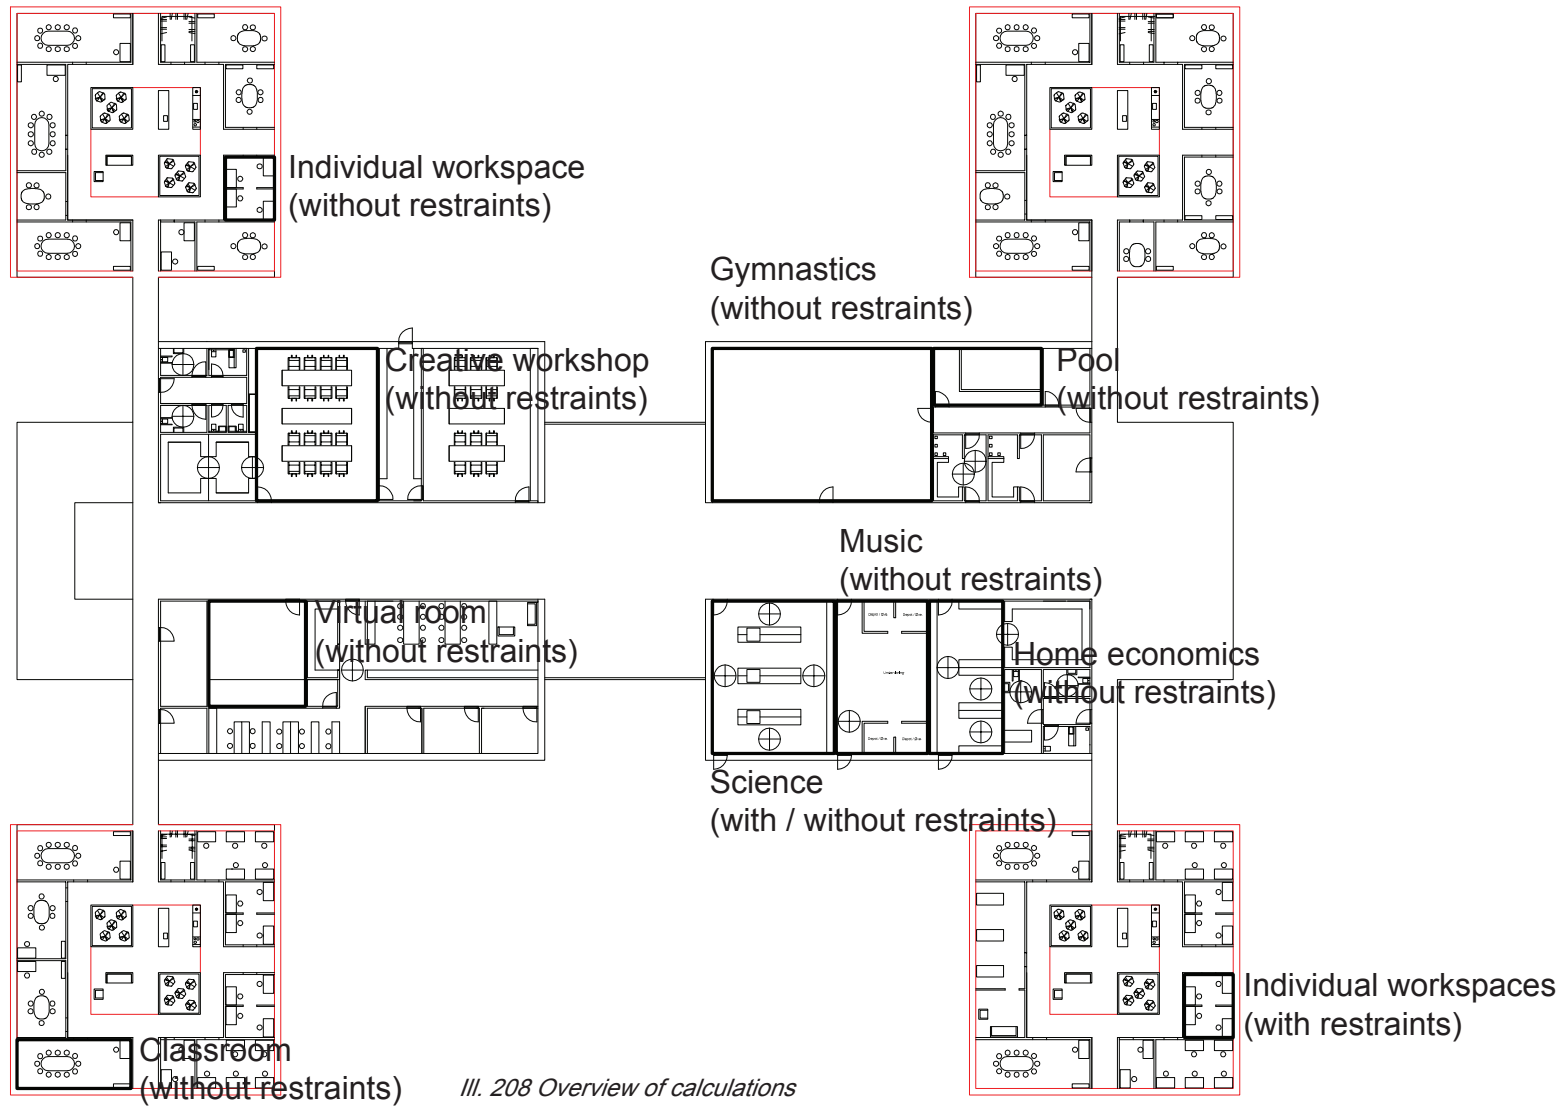 Individual workspace
(without restraints)
Gymnastics
(without restraints)
Creative workshop
(without restraints)
Pool
(without restraints)
Music
(without restraints)
Virtual room
(without restraints)
Home economics
(without restraints)
Science
(with / without restraints)
Individual workspaces
(with restraints)
Classroom
(without restraints)
Ill. 208 Overview of calculations